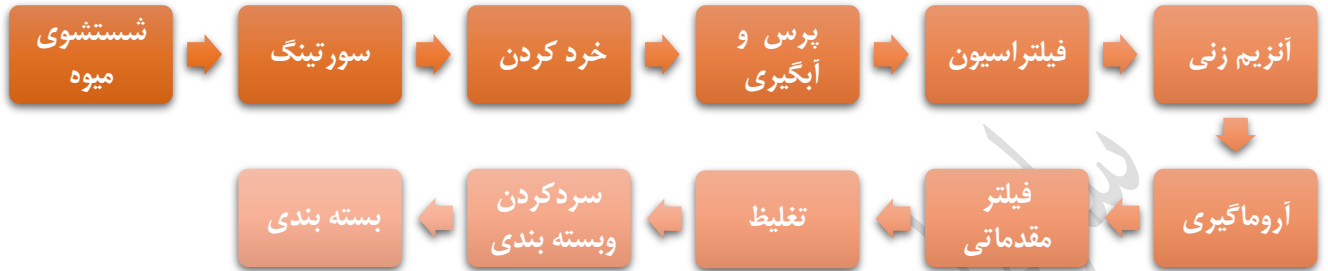 شستشوی
میوه
سورتینگ
خرد کردن
پرس و
آبگیری
فیلتراسیون
آنزیم زنی
آروماگیری
فیلتر
مقدماتی
تغلیظ
سردکردن
وبسته بندی
بسته بندی